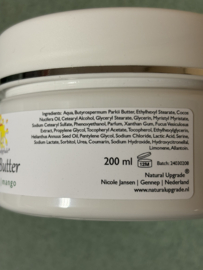 Ingredients: Aqua, Butyrospermum Parkii Butter, Ethylhexyl Stearate, Cocos
Nucifera Oil, Cetearyl Alcohol, Glyceryl Stearate, Glycerin, Myristyl Myristate,
Sodium Cetearyl Sulfate, Phenoxyethanol, Parfum, Xanthan Gum, Fucus Vesiculosus
Extract, Propylene Glycol, Tocopheryl Acetate, Tocopherol, Ethylhexylglycerin,
Helianthus Annuus Seed Oil, Pentylene Glycol, Sodium Chloride, Lactic Acid, Serine,
Sodium Lactate, Sorbitol, Urea, Coumarin, Sodium Hydroxide, Hydroxycitronellal,
Limonene, Allantoin.
Butter
mango
200 ml
12M
Batch: 24030208
Natural Upgrade®
Nicole Jansen | Gennep | Nederland
www.naturalupgrade.nl